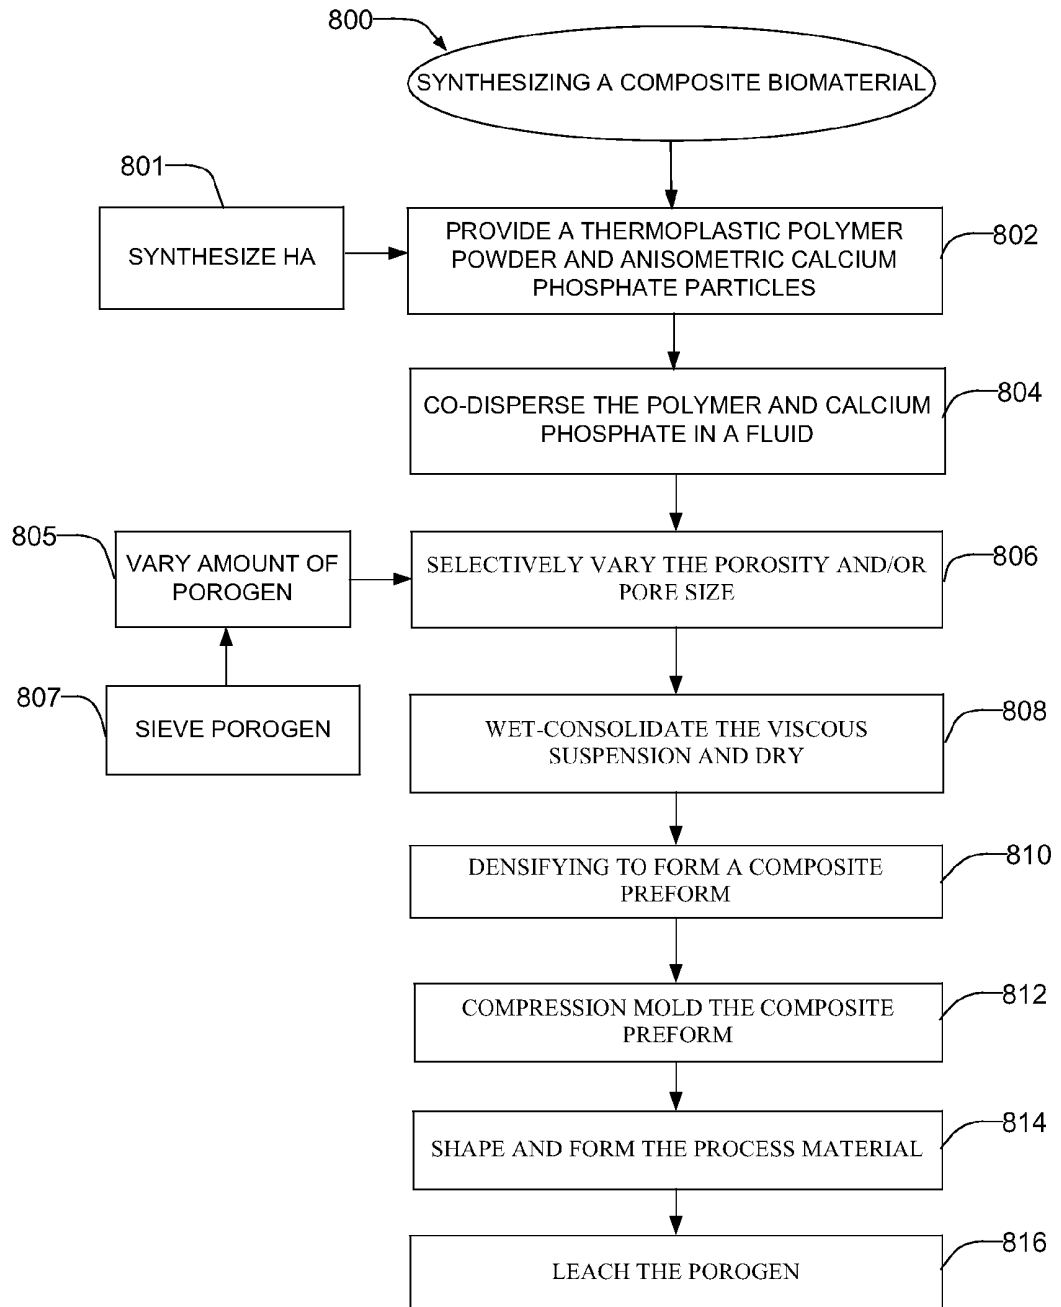 800
SYNTHESIZING A COMPOSITE BIOMATERIAL
801
SYNTHESIZE HA
PROVIDE A THERMOPLASTIC POLYMER
POWDER AND ANISOMETRIC CALCIUM
PHOSPHATE PARTICLES
802
CO-DISPERSE THE POLYMER AND CALCIUM
PHOSPHATE IN A FLUID
804
805
VARY AMOUNT OF
POROGEN
SELECTIVELY VARY THE POROSITY AND/OR
PORE SIZE
806
807
SIEVE POROGEN
WET-CONSOLIDATE THE VISCOUS
SUSPENSION AND DRY
808
DENSIFYING TO FORM A COMPOSITE
PREFORM
810
COMPRESSION MOLD THE COMPOSITE
PREFORM
812
SHAPE AND FORM THE PROCESS MATERIAL
814
LEACH THE POROGEN
816